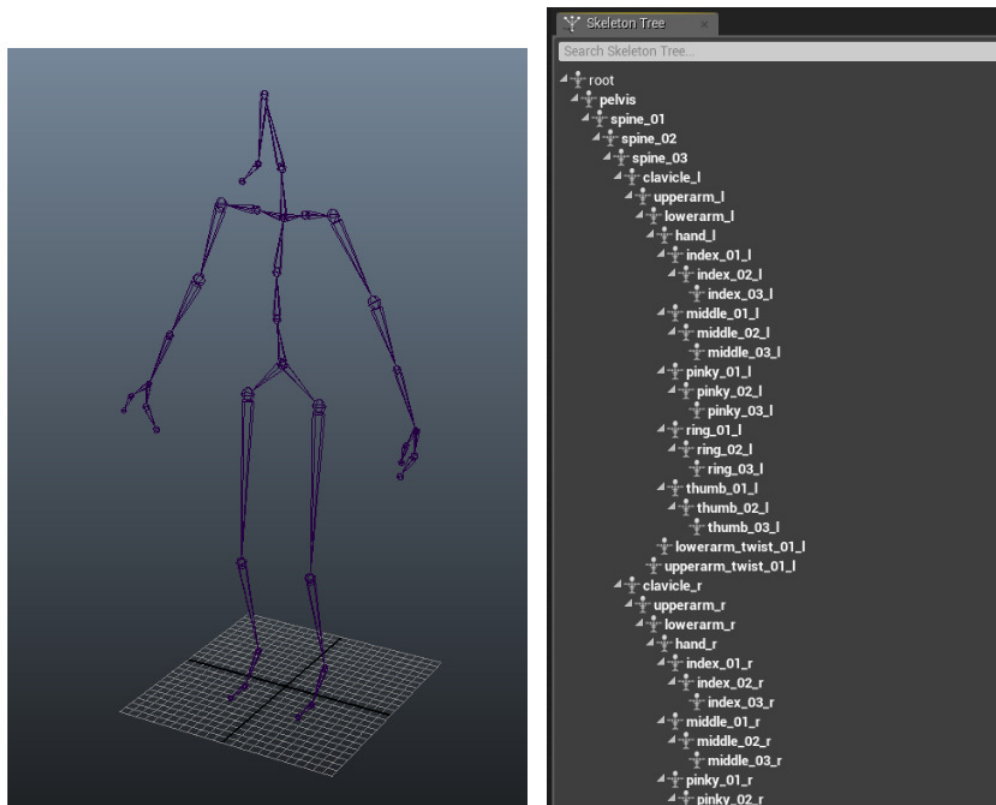 Skeleton Tree
Search Skeleton Tree...
root
pelvis
spine_01
spine_02
spine_03
clavicle_l
upperarm_l
lowerarm_l
hand_l
index_01_l
index_02_l
index_03_l
middle_01_l
middle_02_l
middle_03_l
pinky_01_l
pinky_02_l
pinky_03_l
ring_01_l
ring_02_l
ring_03_l
thumb_01_l
thumb_02_l
thumb_03_l
lowerarm_twist_01_l
upperarm_twist_01_l
clavicle_r
upperarm_r
lowerarm_r
hand_r
index_01_r
index_02_r
index_03_r
middle_01_r
middle_02_r
middle_03_r
pinky_01_r
pinky_02_r